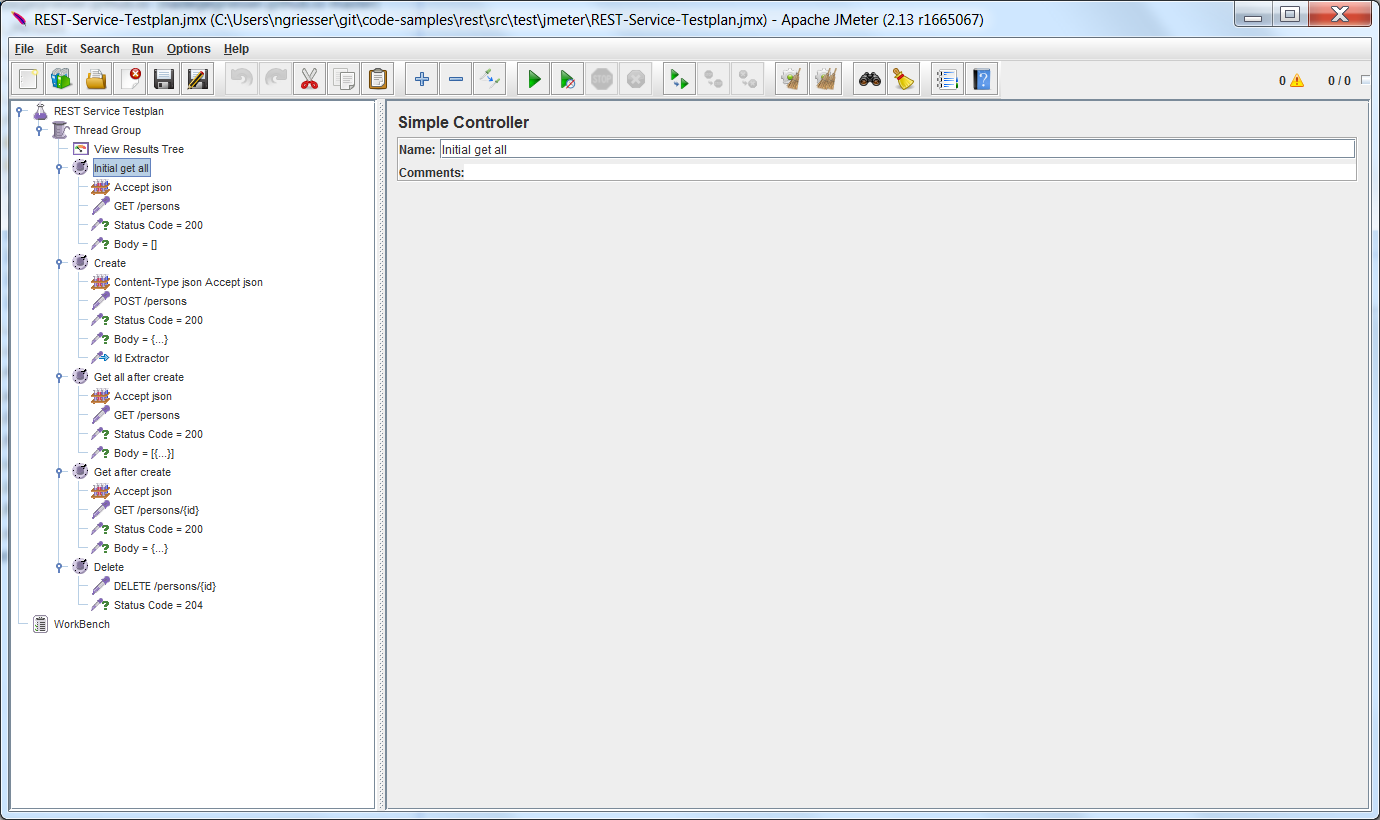 REST-Service-Testplan.jmx (C:\Users\ngriesser\git\code-samples\rest\src\test\jmeter\REST-Service-Testplan.jmx) - Apache JMeter (2.13 r1665067)
File Edit Search Run Options Help
STOP
0 0 / 0
REST Service Testplan
Thread Group
View Results Tree
Initial get all
Accept json
GET /persons
Status Code = 200
Body = []
Create
Content-Type json Accept json
POST /persons
Status Code = 200
Body = {...}
Id Extractor
Get all after create
Accept json
GET /persons
Status Code = 200
Body = [{...}]
Get after create
Accept json
GET /persons/{id}
Status Code = 200
Body = {...}
Delete
DELETE /persons/{id}
Status Code = 204
WorkBench
Simple Controller
Name: Initial get all
Comments: